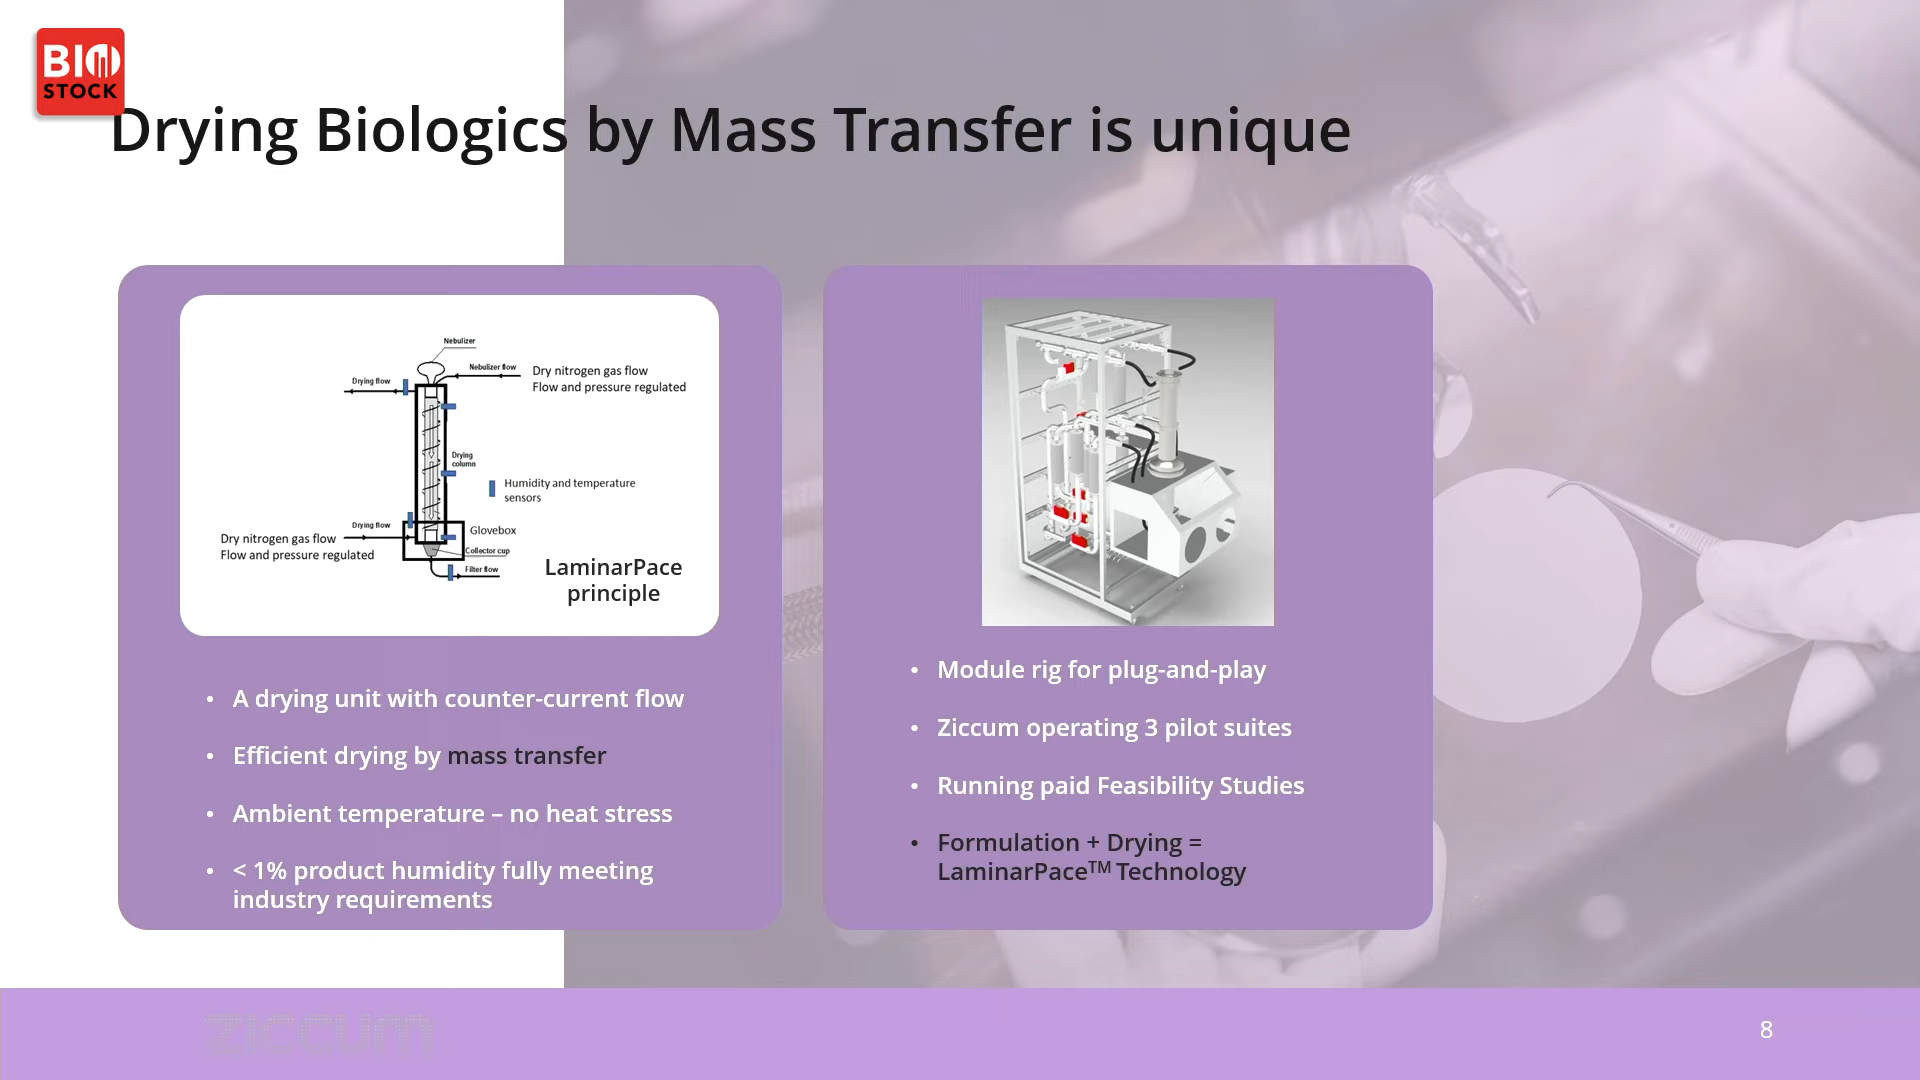 BIO
STOCK
Drying Biologics by Mass Transfer is unique
Nebulizer
Nebulizer flow
Dry nitrogen gas flow
Flow and pressure regulated
Drying flow
Drying
column
Humidity and temperature
sensors
Drying flow
Glovebox
Dry nitrogen gas flow
Flow and pressure regulated
Collector cup
Filter flow
LaminarPace
principle
• A drying unit with counter-current flow
• Efficient drying by mass transfer
• Ambient temperature – no heat stress
• < 1% product humidity fully meeting
industry requirements
• Module rig for plug-and-play
• Ziccum operating 3 pilot suites
• Running paid Feasibility Studies
• Formulation + Drying =
LaminarPace™ Technology
ziccum
8